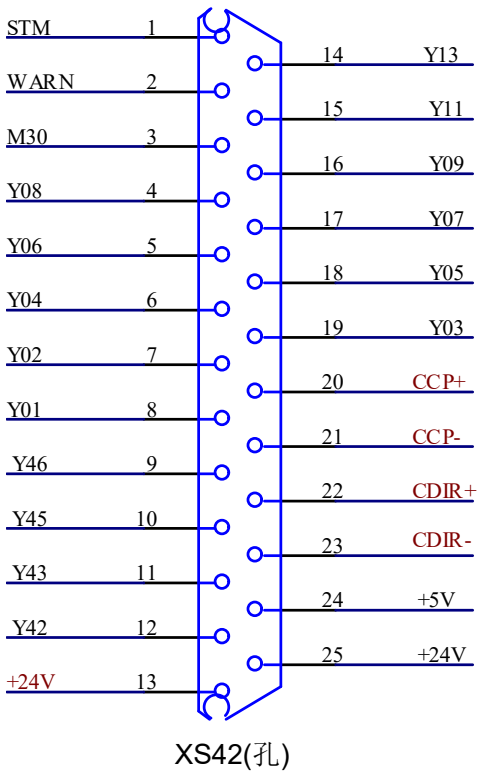 STM 1
14 Y13
WARN 2
15 Y11
M30 3
16 Y09
Y08 4
17 Y07
Y06 5
18 Y05
Y04 6
19 Y03
Y02 7
20 CCP+
Y01 8
21 CCP-
Y46 9
22 CDIR+
Y45 10
23 CDIR-
Y43 11
24 +5V
Y42 12
25 +24V
+24V 13
XS42(孔)